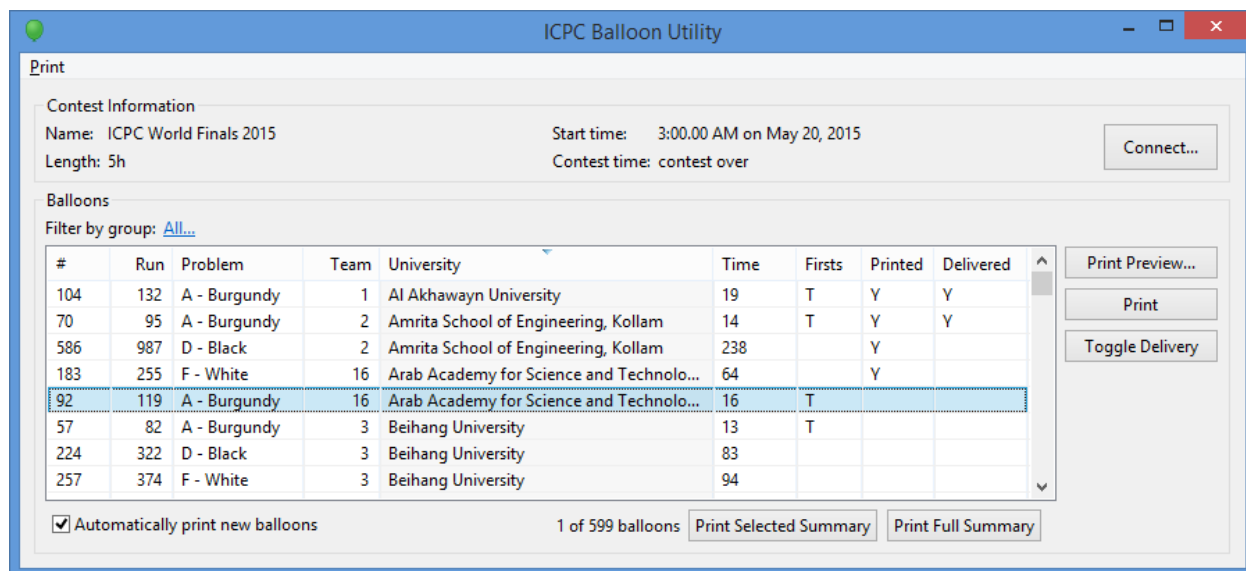 ICPC Balloon Utility
Print
Contest Information
Name: ICPC World Finals 2015 Start time: 3:00.00 AM on May 20, 2015
Connect...
Length: 5h Contest time: contest over
Balloons
Filter by group: All...
# Run Problem Team University Time Firsts Printed Delivered
104 132 A - Burgundy 1 Al Akhawayn University 19 T Y Y
70 95 A - Burgundy 2 Amrita School of Engineering, Kollam 14 T Y Y
586 987 D - Black 2 Amrita School of Engineering, Kollam 238 Y
183 255 F - White 16 Arab Academy for Science and Technolo... 64 Y
92 119 A - Burgundy 16 Arab Academy for Science and Technolo... 16 T
57 82 A - Burgundy 3 Beihang University 13 T
224 322 D - Black 3 Beihang University 83
257 374 F - White 3 Beihang University 94
Print Preview...
Print
Toggle Delivery
Automatically print new balloons 1 of 599 balloons Print Selected Summary Print Full Summary